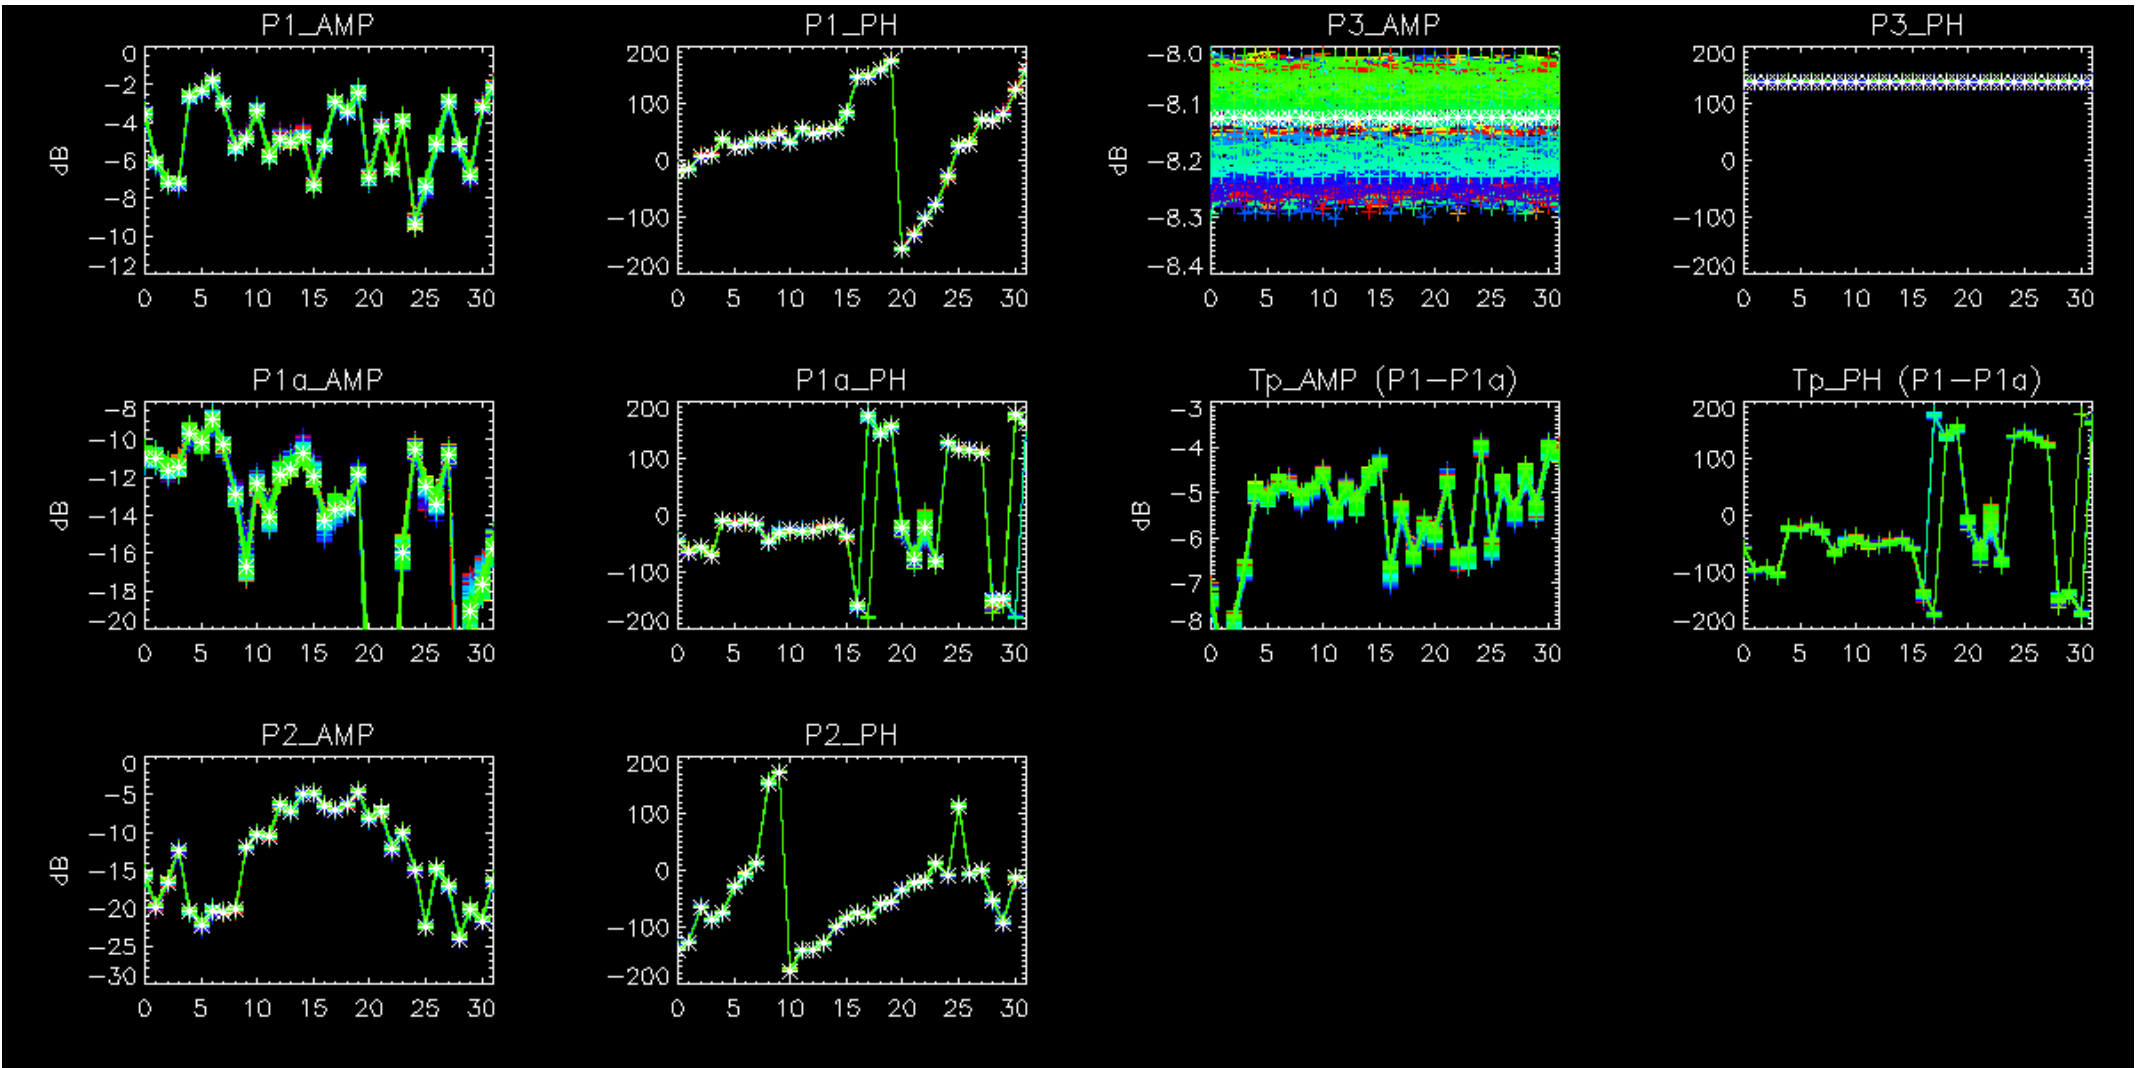 P1_AMP P1_PH P3_AMP P3_PH
0 200 -8.0 200
-2
-4 100 -8.1 100
dB -6 0 dB -8.2 0
-8
-10 -100 -8.3 -100
-12 -200 -8.4 -200
0 5 10 15 20 25 30 0 5 10 15 20 25 30 0 5 10 15 20 25 30 0 5 10 15 20 25 30
P1a_AMP P1a_PH Tp_AMP (P1-P1a) Tp_PH (P1-P1a)
-8 200 -3 200
-10 100 -4 100
-12
dB -14 0 dB -5 0
-16 -6
-18 -100 -7 -100
-20 -200 -8 -200
0 5 10 15 20 25 30 0 5 10 15 20 25 30 0 5 10 15 20 25 30 0 5 10 15 20 25 30
P2_AMP P2_PH
0 200
-5 100
-10
dB -15 0
-20 -100
-25
-30 -200
0 5 10 15 20 25 30 0 5 10 15 20 25 30